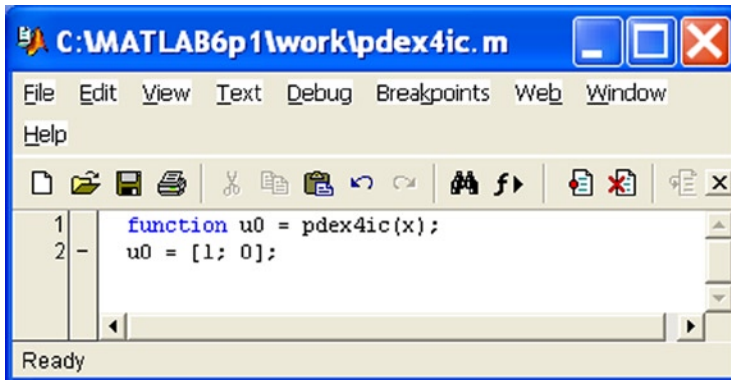 C:\MATLAB6p1\work\pdex4ic.m
File Edit View Text Debug Breakpoints Web Window
Help
1 function u0 = pdex4ic(x);
2 - u0 = [1; 0];
Ready